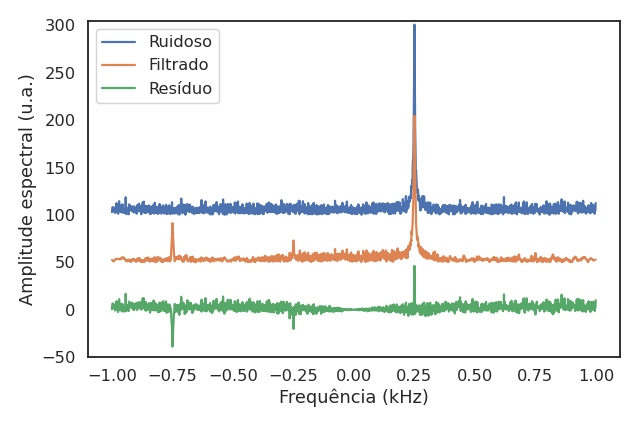 300
250
200
150
100
50
0
−50
Amplitude espectral (u.a.)
Ruidoso
Filtrado
Resíduo
−1.00 −0.75 −0.50 −0.25 0.00 0.25 0.50 0.75 1.00
Frequência (kHz)